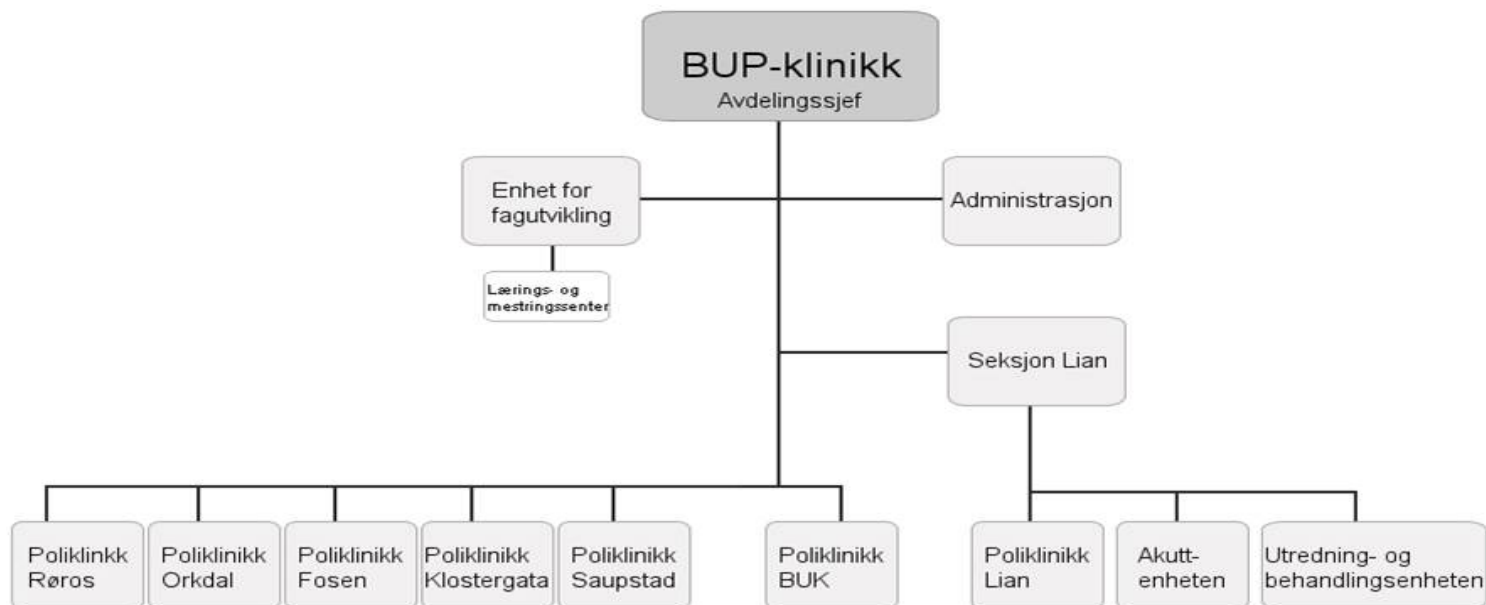 BUP-klinikk
Avdelingssjef
Enhet for
fagutvikling
Administrasjon
Lærings- og
mestringssenter
Seksjon Lian
Poliklinkk
Røros
Poliklinikk
Orkdal
Poliklinikk
Fosen
Poliklinikk
Klostergata
Poliklinikk
Saupstad
Poliklinikk
BUK
Poliklinikk
Lian
Akutt-
enheten
Utredning- og
behandlingsenheten